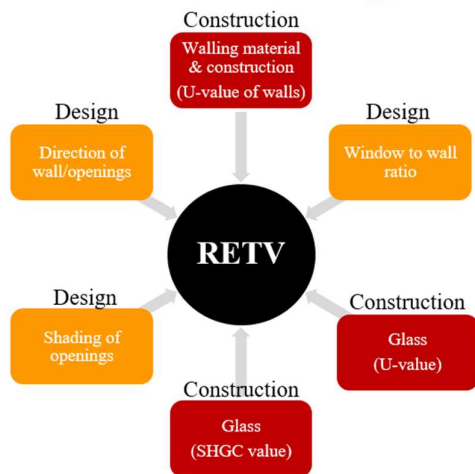 Construction
Walling material
& construction
(U-value of walls)
Design
Direction of
wall/openings
Design
Window to wall
ratio
RETV
Design
Shading of
openings
Construction
Glass
(U-value)
Construction
Glass
(SHGC value)